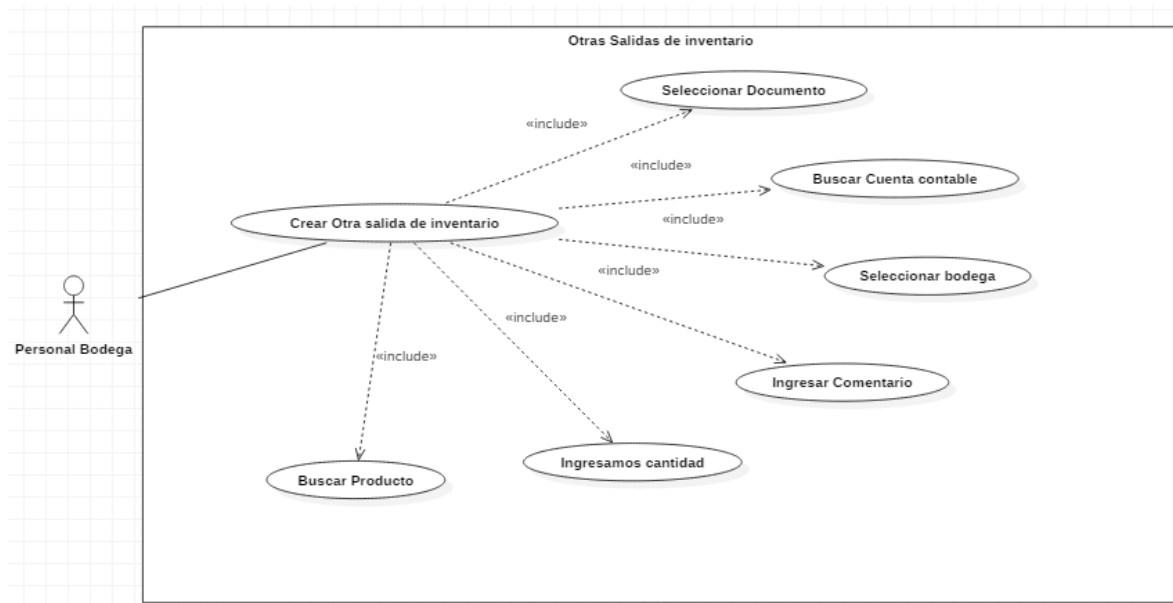 Otras Salidas de inventario
Seleccionar Documento
«include»
«include»
Buscar Cuenta contable
Crear Otra salida de inventario
«include»
«include»
Seleccionar bodega
«include»
Personal Bodega
«include»
Ingresar Comentario
Ingresamos cantidad
Buscar Producto